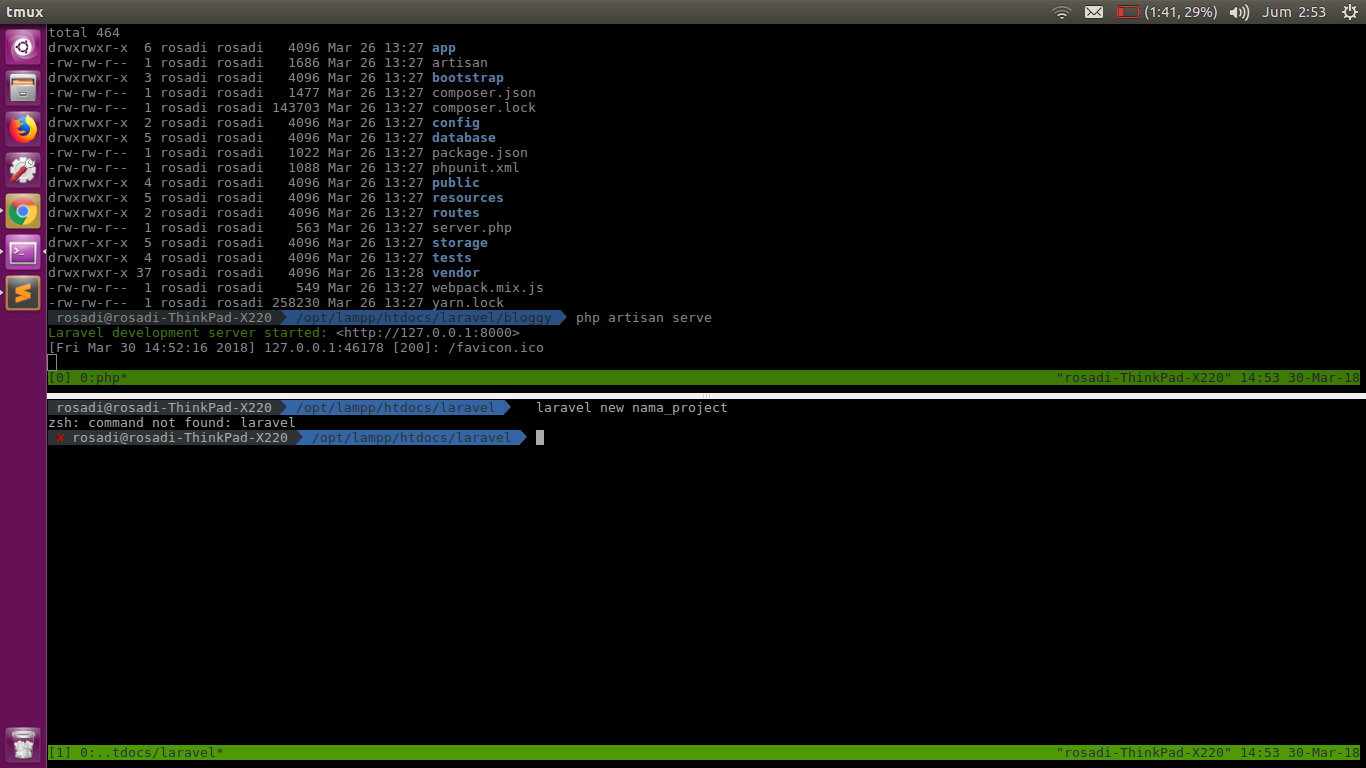 tmux
(1:41, 29%) Jum 2:53
total 464
drwxrwxr-x  6 rosadi rosadi   4096 Mar 26 13:27 app
-rw-rw-r--  1 rosadi rosadi   1686 Mar 26 13:27 artisan
drwxrwxr-x  3 rosadi rosadi   4096 Mar 26 13:27 bootstrap
-rw-rw-r--  1 rosadi rosadi   1477 Mar 26 13:27 composer.json
-rw-rw-r--  1 rosadi rosadi 143703 Mar 26 13:27 composer.lock
drwxrwxr-x  2 rosadi rosadi   4096 Mar 26 13:27 config
drwxrwxr-x  5 rosadi rosadi   4096 Mar 26 13:27 database
-rw-rw-r--  1 rosadi rosadi   1022 Mar 26 13:27 package.json
-rw-rw-r--  1 rosadi rosadi   1088 Mar 26 13:27 phpunit.xml
drwxrwxr-x  4 rosadi rosadi   4096 Mar 26 13:27 public
drwxrwxr-x  5 rosadi rosadi   4096 Mar 26 13:27 resources
drwxrwxr-x  2 rosadi rosadi   4096 Mar 26 13:27 routes
-rw-rw-r--  1 rosadi rosadi    563 Mar 26 13:27 server.php
drwxr-xr-x  5 rosadi rosadi   4096 Mar 26 13:27 storage
drwxrwxr-x  4 rosadi rosadi   4096 Mar 26 13:27 tests
drwxrwxr-x 37 rosadi rosadi   4096 Mar 26 13:28 vendor
-rw-rw-r--  1 rosadi rosadi    549 Mar 26 13:27 webpack.mix.js
-rw-rw-r--  1 rosadi rosadi 258230 Mar 26 13:27 yarn.lock
rosadi@rosadi-ThinkPad-X220 /opt/lampp/htdocs/laravel/bloggy php artisan serve
Laravel development server started: <http://127.0.0.1:8000>
[Fri Mar 30 14:52:16 2018] 127.0.0.1:46178 [200]: /favicon.ico
[0] 0:php* "rosadi-ThinkPad-X220" 14:53 30-Mar-18
rosadi@rosadi-ThinkPad-X220 /opt/lampp/htdocs/laravel laravel new nama_project
zsh: command not found: laravel
✘ rosadi@rosadi-ThinkPad-X220 /opt/lampp/htdocs/laravel
[1] 0:..tdocs/laravel* "rosadi-ThinkPad-X220" 14:53 30-Mar-18